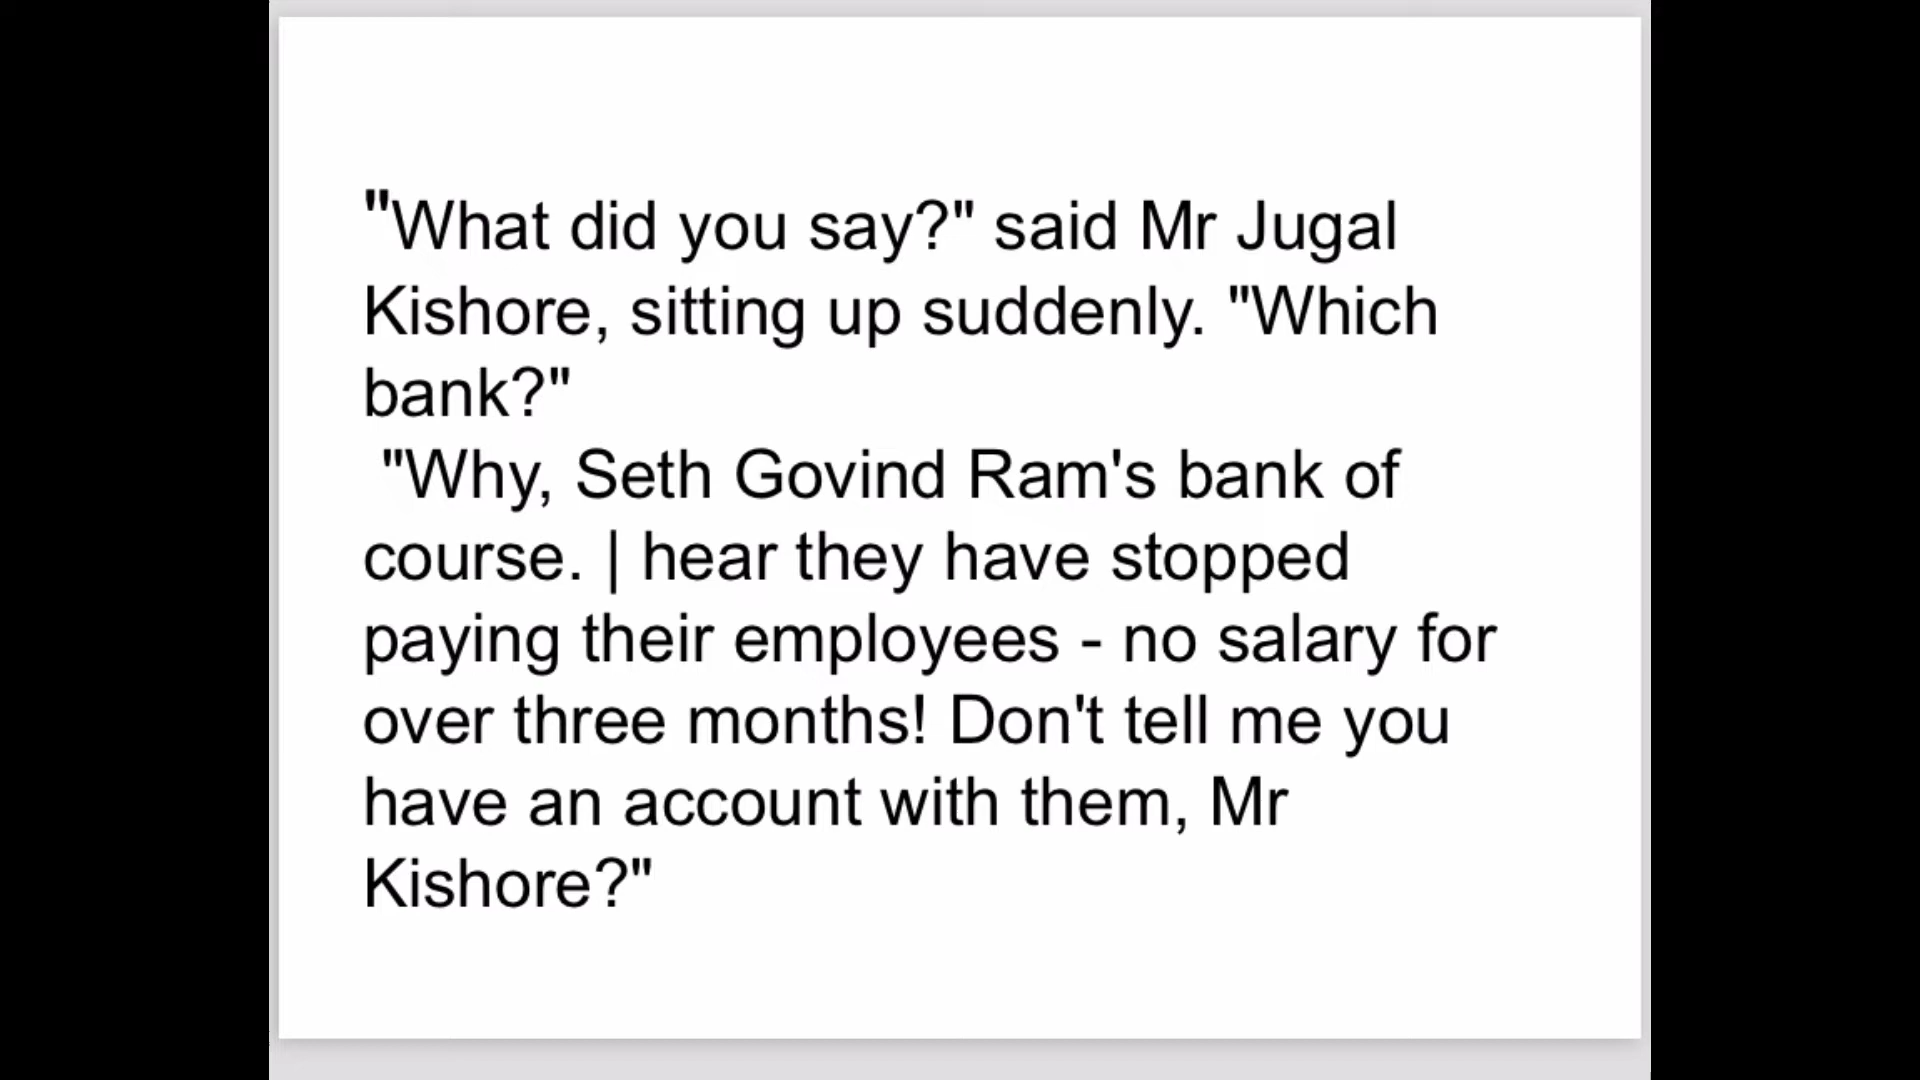 "What did you say?" said Mr Jugal
Kishore, sitting up suddenly. "Which
bank?"
"Why, Seth Govind Ram's bank of
course. | hear they have stopped
paying their employees - no salary for
over three months! Don't tell me you
have an account with them, Mr
Kishore?"